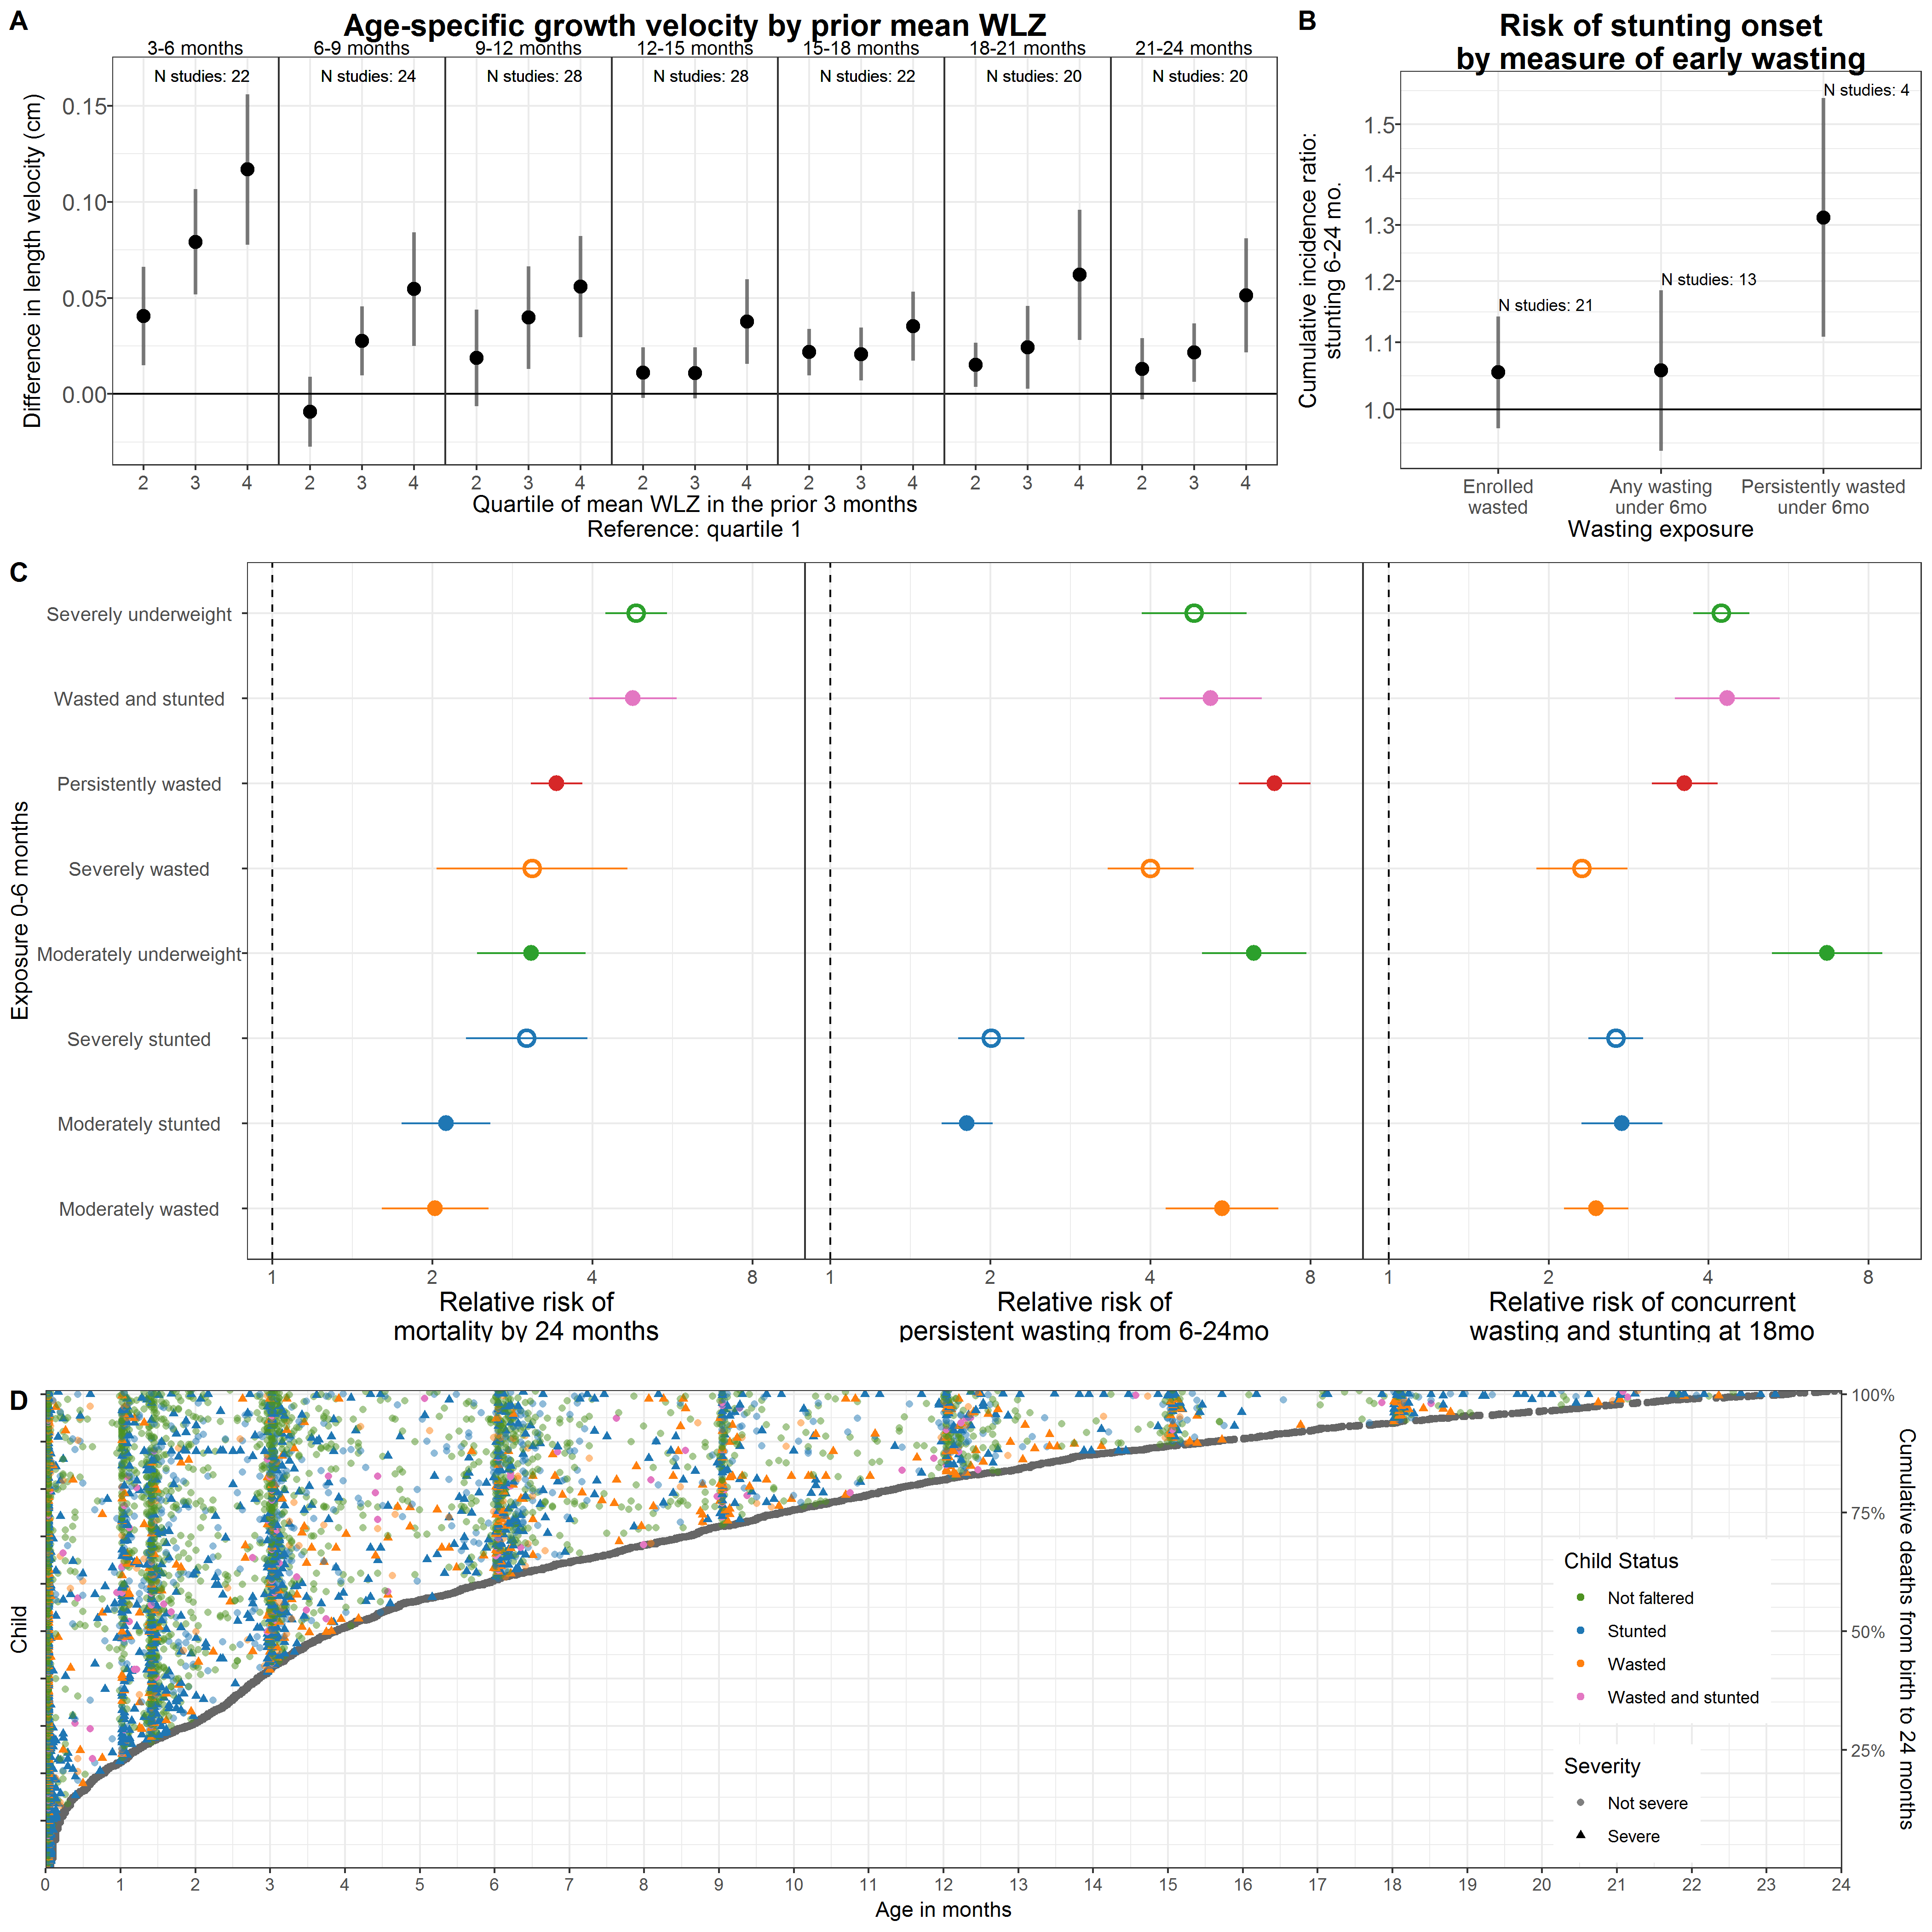 A
Age-specific growth velocity by prior mean WLZ
3-6 months 6-9 months 9-12 months 12-15 months 15-18 months 18-21 months 21-24 months
N studies: 22 N studies: 24 N studies: 28 N studies: 28 N studies: 22 N studies: 20 N studies: 20
Difference in length velocity (cm)
0.15
0.10
0.05
0.00
2 3 4 2 3 4 2 3 4 2 3 4 2 3 4 2 3 4 2 3 4
Quartile of mean WLZ in the prior 3 months
Reference: quartile 1
B
Risk of stunting onset
by measure of early wasting
Cumulative incidence ratio:
stunting 6-24 mo.
1.5
1.4
1.3
1.2
1.1
1.0
N studies: 4
N studies: 13
N studies: 21
Enrolled
wasted
Any wasting
under 6mo
Persistently wasted
under 6mo
Wasting exposure
C
Exposure 0-6 months
Severely underweight
Wasted and stunted
Persistently wasted
Severely wasted
Moderately underweight
Severely stunted
Moderately stunted
Moderately wasted
1 2 4 8 1 2 4 8 1 2 4 8
Relative risk of
mortality by 24 months
Relative risk of
persistent wasting from 6-24mo
Relative risk of concurrent
wasting and stunting at 18mo
D
Child
100%
75%
50%
25%
Cumulative deaths from birth to 24 months
Child Status
Not faltered
Stunted
Wasted
Wasted and stunted
Severity
Not severe
Severe
0 1 2 3 4 5 6 7 8 9 10 11 12 13 14 15 16 17 18 19 20 21 22 23 24
Age in months